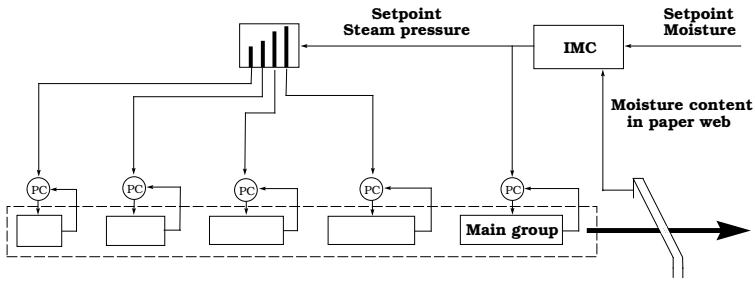 Setpoint
Steam pressure
Setpoint
Moisture
IMC
Moisture content
in paper web
PC
PC
PC
PC
PC
Main group